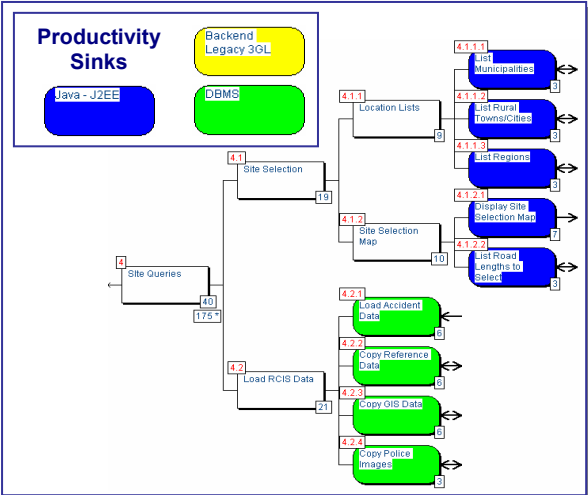 Productivity
Sinks
Backend
Legacy 3GL
Java - J2EE
DBMS
4
SIte Queries
40
175 *
4.1
Site Selection
19
4.1.1
Location Lists
9
4.1.1.1
List
Municipalities
3
4.1.1.2
List Rural
Towns/Cities
3
4.1.1.3
List Regions
3
4.1.2
Site Selection
Map
10
4.1.2.1
Display Site
Selection Map
7
4.1.2.2
List Road
Lengths to
Select
3
4.2
Load RCIS Data
21
4.2.1
Load Accident
Data
6
4.2.2
Copy Reference
Data
6
4.2.3
Copy GIS Data
6
4.2.4
Copy Police
Images
3